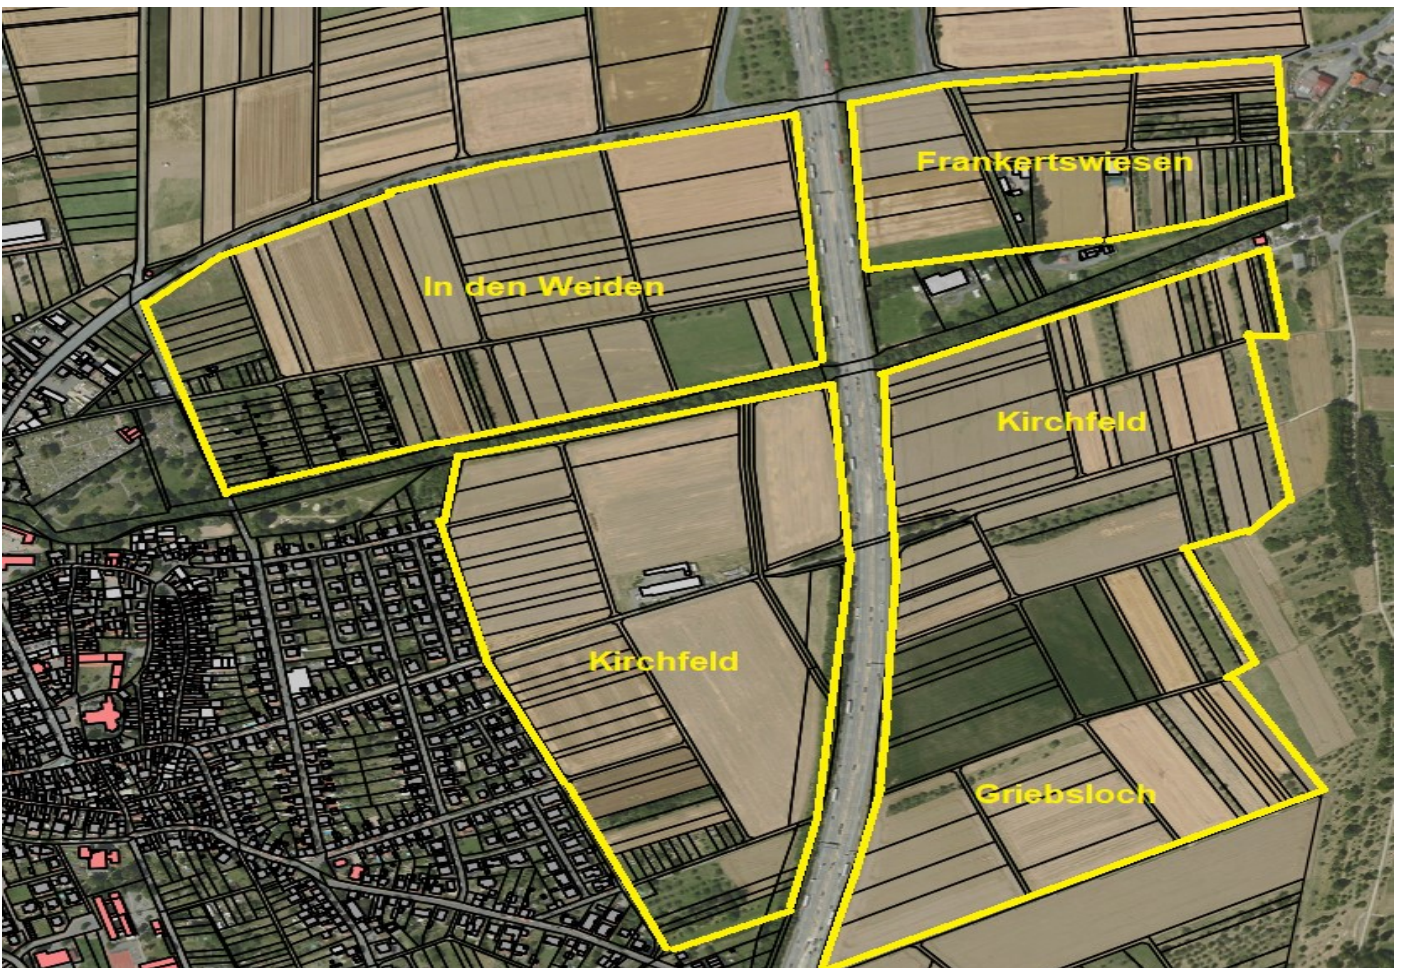 Frankertswiesen
In den Weiden
Kirchfeld
Kirchfeld
Griebsloch